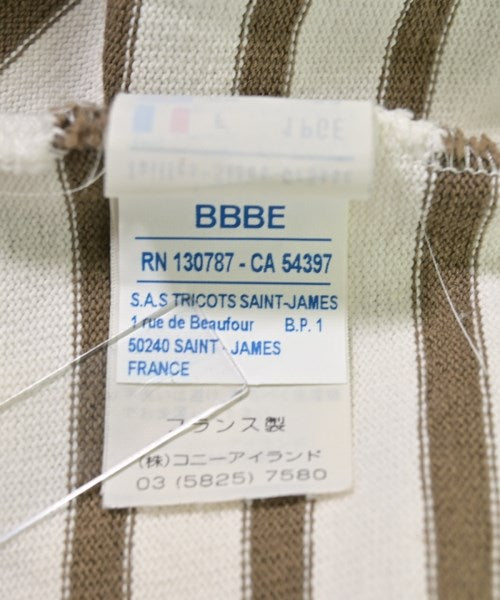 BBBE
RN 130787 - CA 54397
S.A.S TRICOTS SAINT-JAMES
1 rue de Beaufour B.P. 1
50240 SAINT - JAMES
FRANCE
フランス製
(株)コニーアイランド
03 (5825) 7580